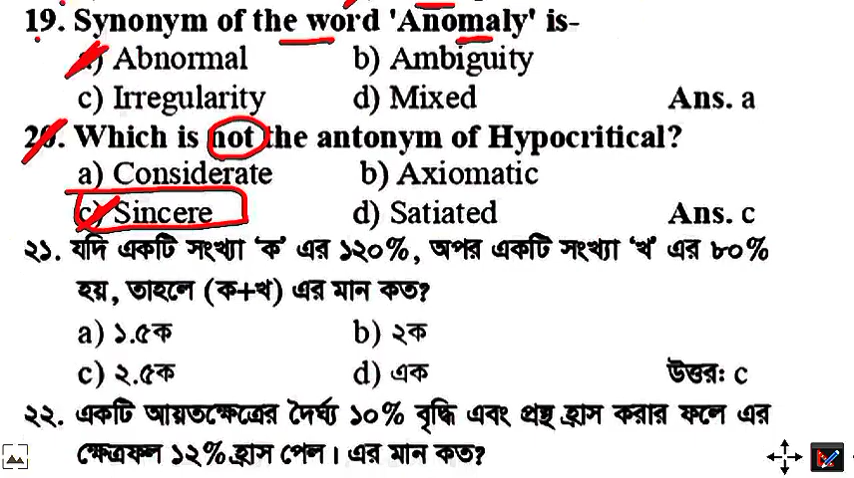 19. Synonym of the word 'Anomaly' is-
a) Abnormal b) Ambiguity
c) Irregularity d) Mixed Ans. a
20. Which is not the antonym of Hypocritical?
a) Considerate b) Axiomatic
c) Sincere d) Satiated Ans. c
২১. যদি একটি সংখ্যা ‘ক’ এর ১২০%, অপর একটি সংখ্যা ‘খ’ এর ৮০%
হয়, তাহলে (ক+খ) এর মান কত?
a) ১.৫ক b) ২ক
c) ২.৫ক d) এক উত্তরঃ c
২২. একটি আয়তক্ষেত্রের দৈর্ঘ্য ১০% বৃদ্ধি এবং প্রস্থ হ্রাস করার ফলে এর
ক্ষেত্রফল ১২% হ্রাস পেল। এর মান কত?